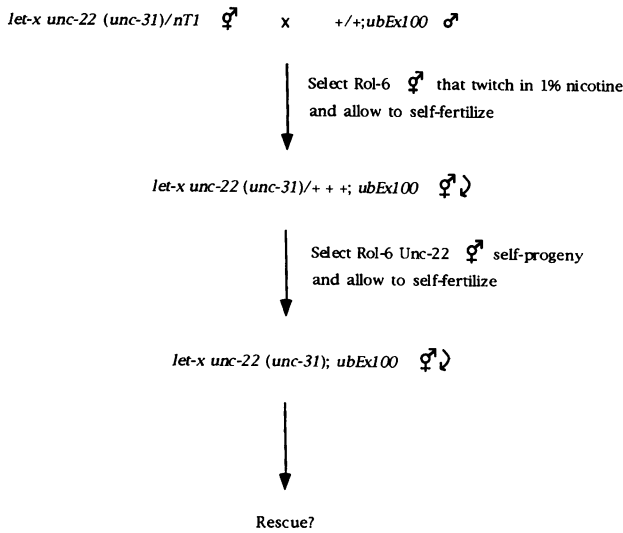 let-x unc-22 (unc-31)/nT1 ⚥ x +/+;ubEx100 ♂
Select Rol-6 ⚥ that twitch in 1% nicotine
and allow to self-fertilize
let-x unc-22 (unc-31)/+ + +; ubEx100 ⚥
Select Rol-6 Unc-22 ⚥ self-progeny
and allow to self-fertilize
let-x unc-22 (unc-31); ubEx100 ⚥
Rescue?